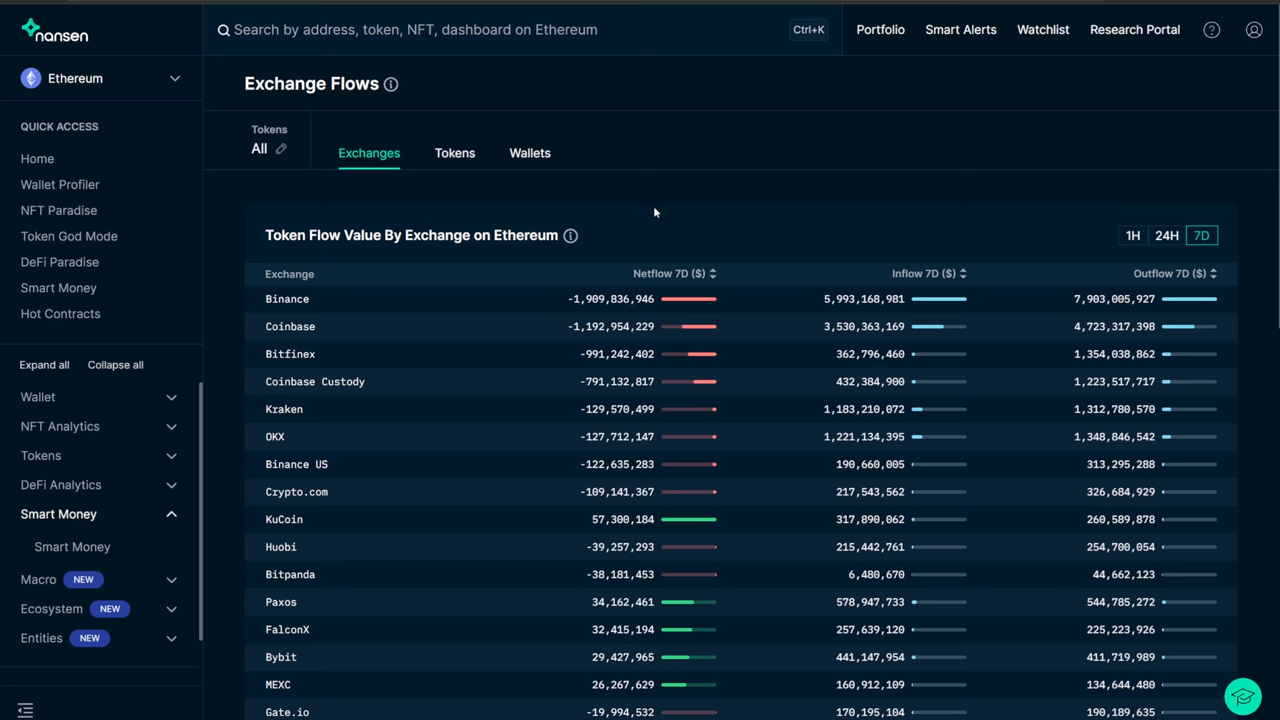 nansen
Search by address, token, NFT, dashboard on Ethereum
Ctrl+K
Portfolio
Smart Alerts
Watchlist
Research Portal
?
Ethereum
QUICK ACCESS
Home
Wallet Profiler
NFT Paradise
Token God Mode
DeFi Paradise
Smart Money
Hot Contracts
Expand all Collapse all
Wallet
NFT Analytics
Tokens
DeFi Analytics
Smart Money
Smart Money
Macro NEW
Ecosystem NEW
Entities NEW
Exchange Flows
Tokens
All
Exchanges Tokens Wallets
Token Flow Value By Exchange on Ethereum
1H 24H 7D
Exchange Netflow 7D ($) Inflow 7D ($) Outflow 7D ($)
Binance -1,909,836,946 5,993,168,981 7,903,005,927
Coinbase -1,192,954,229 3,530,363,169 4,723,317,398
Bitfinex -991,242,402 362,796,460 1,354,038,862
Coinbase Custody -791,132,817 432,384,900 1,223,517,717
Kraken -129,570,499 1,183,210,072 1,312,780,570
OKX -127,712,147 1,221,134,395 1,348,846,542
Binance US -122,635,283 190,660,005 313,295,288
Crypto.com -109,141,367 217,543,562 326,684,929
KuCoin 57,300,184 317,890,062 260,589,878
Huobi -39,257,293 215,442,761 254,700,054
Bitpanda -38,181,453 6,480,670 44,662,123
Paxos 34,162,461 578,947,733 544,785,272
FalconX 32,415,194 257,639,120 225,223,926
Bybit 29,427,965 441,147,954 411,719,989
MEXC 26,267,629 160,912,109 134,644,480
Gate.io -19,994,532 170,195,104 190,189,635